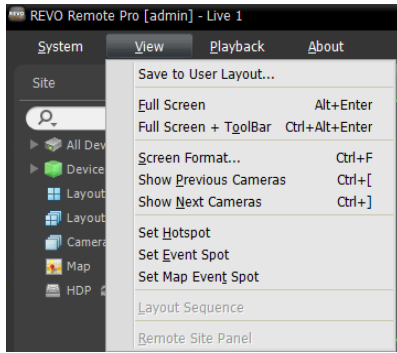 REVO REVO Remote Pro [admin] - Live 1
System View Playback About
Site
Save to User Layout...
Full Screen Alt+Enter
Full Screen + ToolBar Ctrl+Alt+Enter
All Dev
Screen Format... Ctrl+F
Device
Show Previous Cameras Ctrl+[
Layout
Show Next Cameras Ctrl+]
Layout
Set Hotspot
Camera
Set Event Spot
Map
Set Map Event Spot
HDP
Layout Sequence
Remote Site Panel